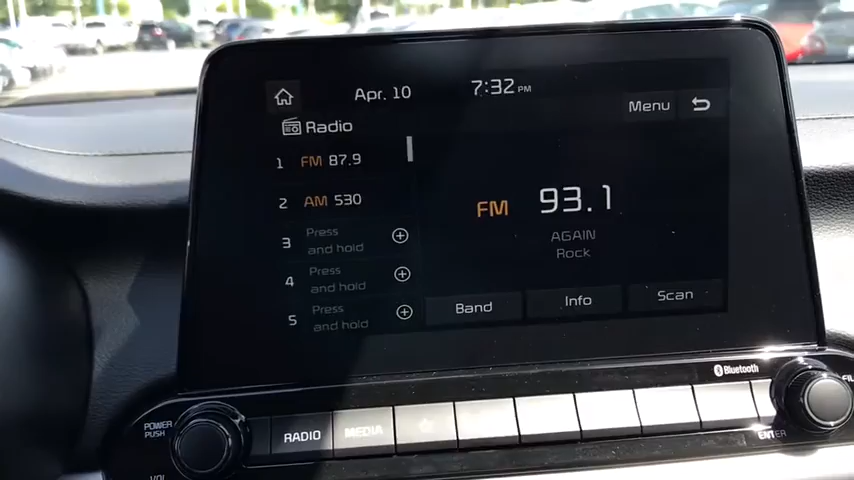 Apr. 10
7:32 PM
Menu
Radio
1 FM 87.9
2 AM 530
3 Press and hold
4 Press and hold
5 Press and hold
FM 93.1
AGAIN
Rock
Band
Info
Scan
Bluetooth
POWER
PUSH
RADIO
MEDIA
VOL
ENTER